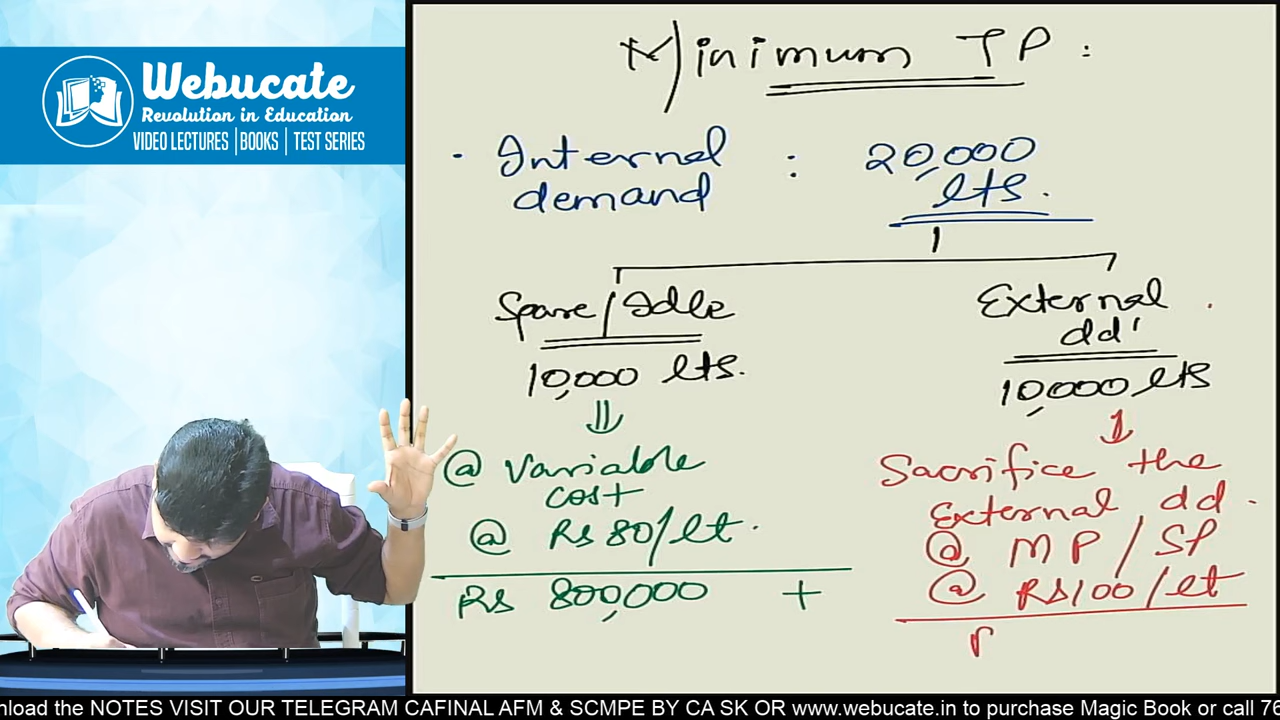 Webucate
Revolution in Education
VIDEO LECTURES | BOOKS | TEST SERIES
Minimum TP :
· Internal demand : 20,000 lts.
Spare/Idle
10,000 lts.
@ Variable cost
@ Rs 80/lt.
Rs 800,000 +
External dd'
10,000 lts
Sacrifice the
External dd.
@ MP/SP
@ RS100/lt
r
nload the NOTES VISIT OUR TELEGRAM CAFINAL AFM & SCMPE BY CA SK OR www.webucate.in to purchase Magic Book or call 76